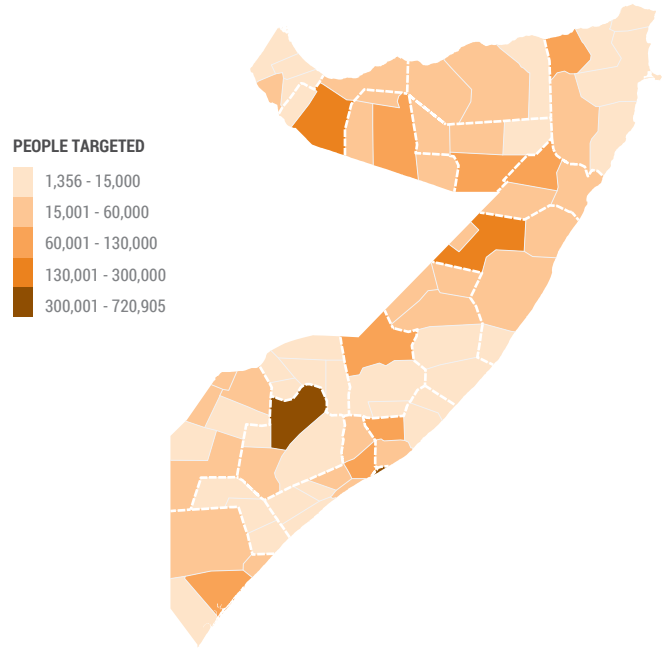 PEOPLE TARGETED
1,356 - 15,000
15,001 - 60,000
60,001 - 130,000
130,001 - 300,000
300,001 - 720,905